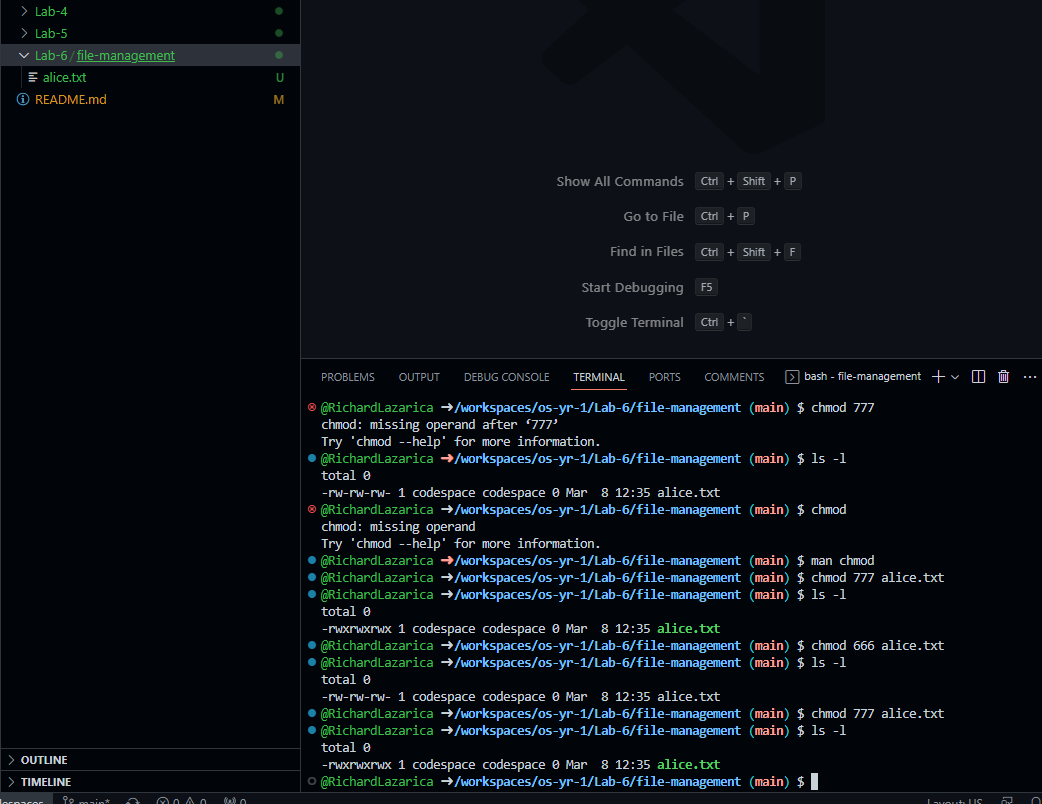 Lab-4
Lab-5
Lab-6 / file-management
alice.txt U
README.md M
OUTLINE
TIMELINE
Show All Commands Ctrl + Shift + P
Go to File Ctrl + P
Find in Files Ctrl + Shift + F
Start Debugging F5
Toggle Terminal Ctrl + `
PROBLEMS OUTPUT DEBUG CONSOLE TERMINAL PORTS COMMENTS bash - file-management
@RichardLazarica ➜/workspaces/os-yr-1/Lab-6/file-management (main) $ chmod 777
chmod: missing operand after ‘777’
Try 'chmod --help' for more information.
@RichardLazarica ➜/workspaces/os-yr-1/Lab-6/file-management (main) $ ls -l
total 0
-rw-rw-rw- 1 codespace codespace 0 Mar  8 12:35 alice.txt
@RichardLazarica ➜/workspaces/os-yr-1/Lab-6/file-management (main) $ chmod
chmod: missing operand
Try 'chmod --help' for more information.
@RichardLazarica ➜/workspaces/os-yr-1/Lab-6/file-management (main) $ man chmod
@RichardLazarica ➜/workspaces/os-yr-1/Lab-6/file-management (main) $ chmod 777 alice.txt
@RichardLazarica ➜/workspaces/os-yr-1/Lab-6/file-management (main) $ ls -l
total 0
-rwxrwxrwx 1 codespace codespace 0 Mar  8 12:35 alice.txt
@RichardLazarica ➜/workspaces/os-yr-1/Lab-6/file-management (main) $ chmod 666 alice.txt
@RichardLazarica ➜/workspaces/os-yr-1/Lab-6/file-management (main) $ ls -l
total 0
-rw-rw-rw- 1 codespace codespace 0 Mar  8 12:35 alice.txt
@RichardLazarica ➜/workspaces/os-yr-1/Lab-6/file-management (main) $ chmod 777 alice.txt
@RichardLazarica ➜/workspaces/os-yr-1/Lab-6/file-management (main) $ ls -l
total 0
-rwxrwxrwx 1 codespace codespace 0 Mar  8 12:35 alice.txt
@RichardLazarica ➜/workspaces/os-yr-1/Lab-6/file-management (main) $
main* 0 0 0 Layout: US